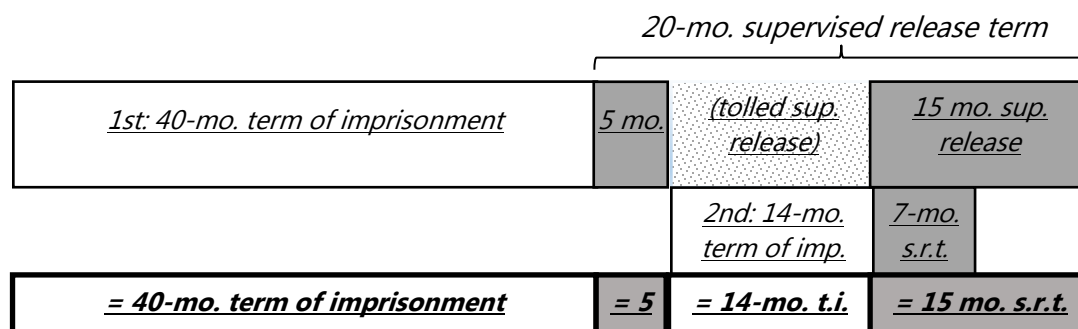 20-mo. supervised release term
1st: 40-mo. term of imprisonment
5 mo.
(tolled sup.
release)
15 mo. sup.
release
2nd: 14-mo.
term of imp.
7-mo.
s.r.t.
= 40-mo. term of imprisonment
= 5
= 14-mo. t.i.
= 15 mo. s.r.t.